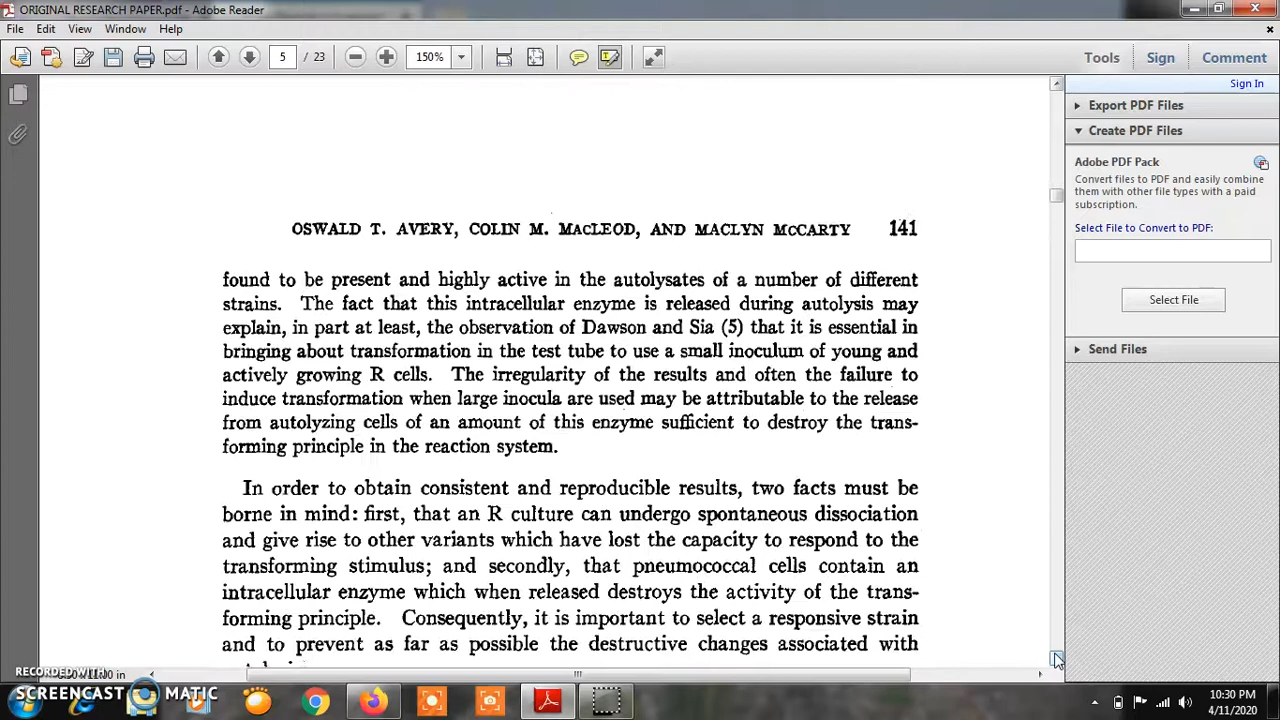 ORIGINAL RESEARCH PAPER.pdf - Adobe Reader
File Edit View Window Help
5 / 23 150% Tools Sign Comment
Sign In
Export PDF Files
Create PDF Files
Adobe PDF Pack
Convert files to PDF and easily combine
them with other file types with a paid
subscription.
Select File to Convert to PDF:
Select File
Send Files
OSWALD T. AVERY, COLIN M. MacLEOD, AND MACLYN McCARTY 141
found to be present and highly active in the autolysates of a number of different
strains. The fact that this intracellular enzyme is released during autolysis may
explain, in part at least, the observation of Dawson and Sia (5) that it is essential in
bringing about transformation in the test tube to use a small inoculum of young and
actively growing R cells. The irregularity of the results and often the failure to
induce transformation when large inocula are used may be attributable to the release
from autolyzing cells of an amount of this enzyme sufficient to destroy the trans-
forming principle in the reaction system.
In order to obtain consistent and reproducible results, two facts must be
borne in mind: first, that an R culture can undergo spontaneous dissociation
and give rise to other variants which have lost the capacity to respond to the
transforming stimulus; and secondly, that pneumococcal cells contain an
intracellular enzyme which when released destroys the activity of the trans-
forming principle. Consequently, it is important to select a responsive strain
and to prevent as far as possible the destructive changes associated with
RECORDED WITH
SCREENCAST MATIC
10:30 PM
4/11/2020